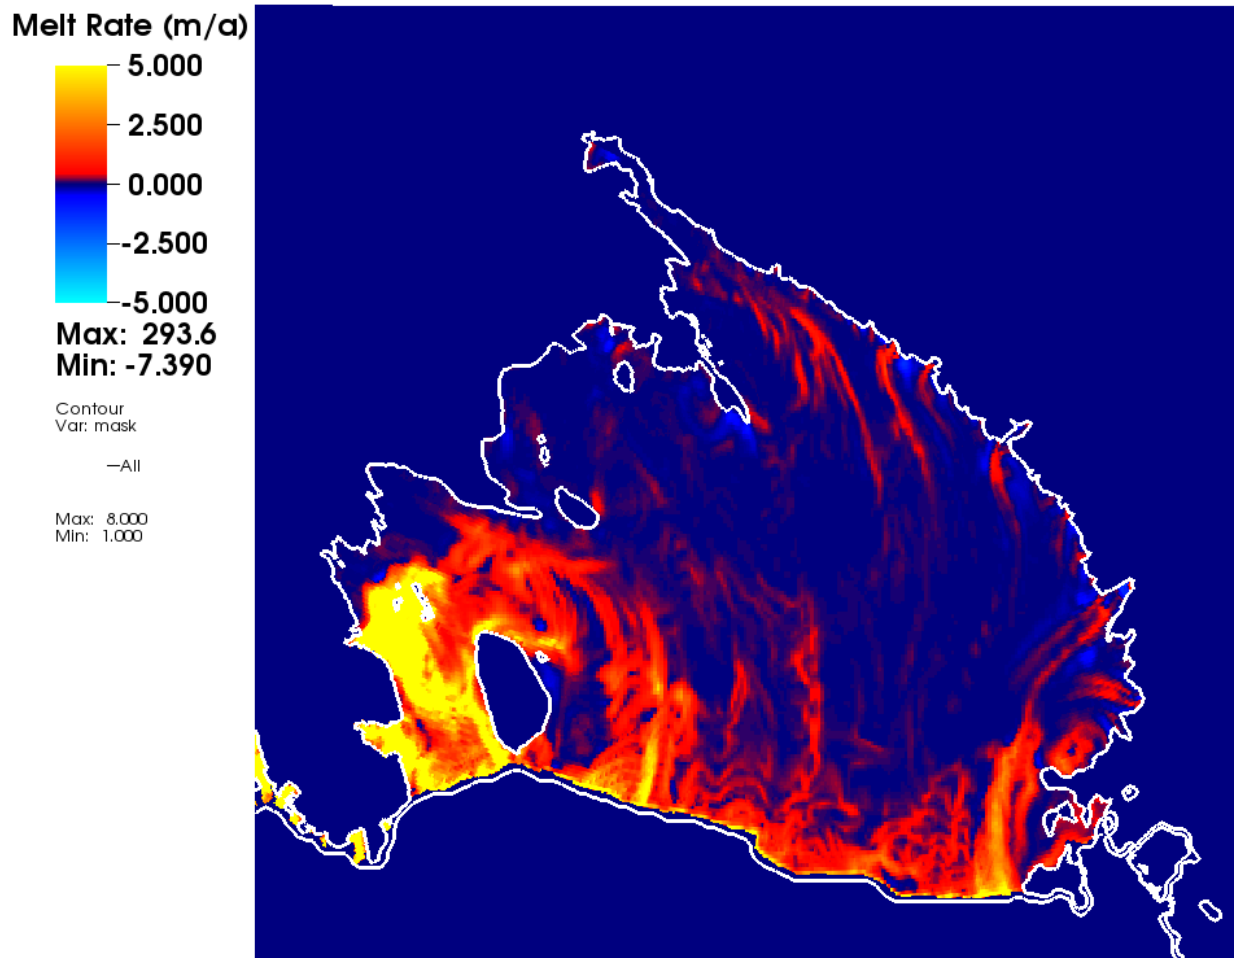 Melt Rate (m/a)
5.000
2.500
0.000
-2.500
-5.000
Max: 293.6
Min: -7.390
Contour
Var: mask
—All
Max: 8.000
Min: 1.000